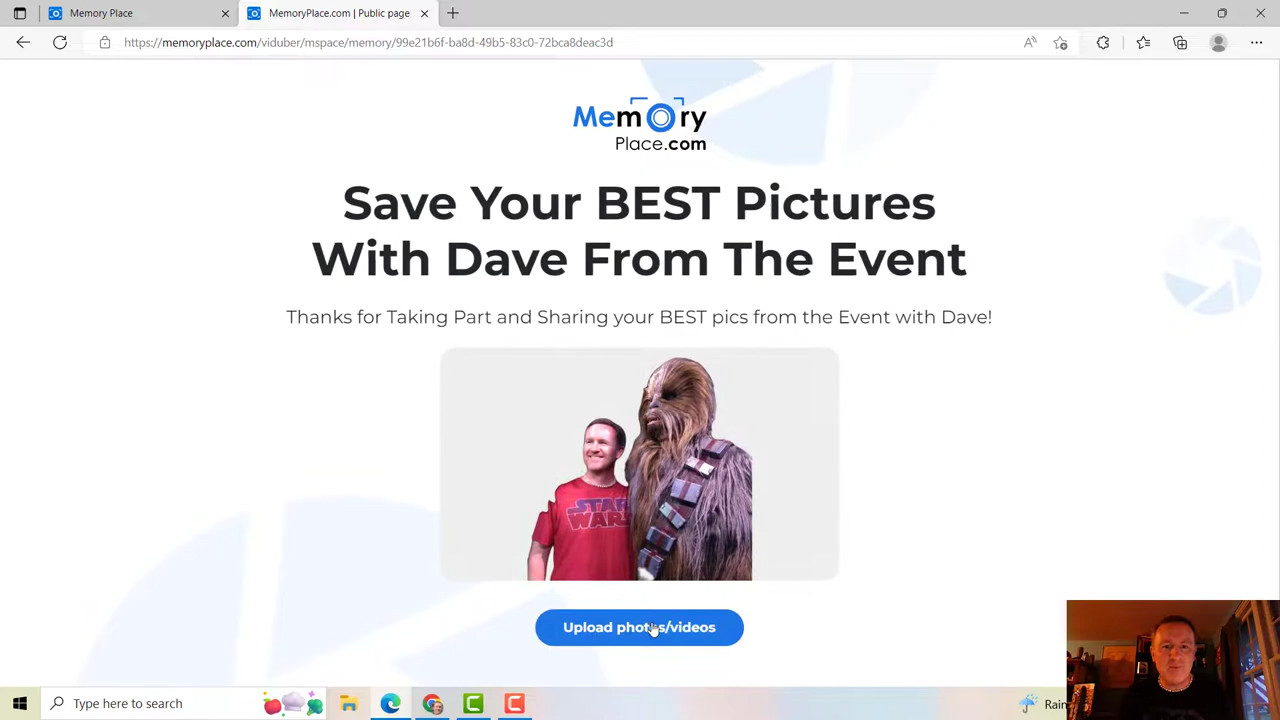 Memory Place
MemoryPlace.com | Public page
https://memoryplace.com/viduber/mspace/memory/99e21b6f-ba8d-49b5-83c0-72bca8deac3d
Memory
Place.com
Save Your BEST Pictures
With Dave From The Event
Thanks for Taking Part and Sharing your BEST pics from the Event with Dave!
STAR
WARS
Upload photos/videos
Type here to search
Rain